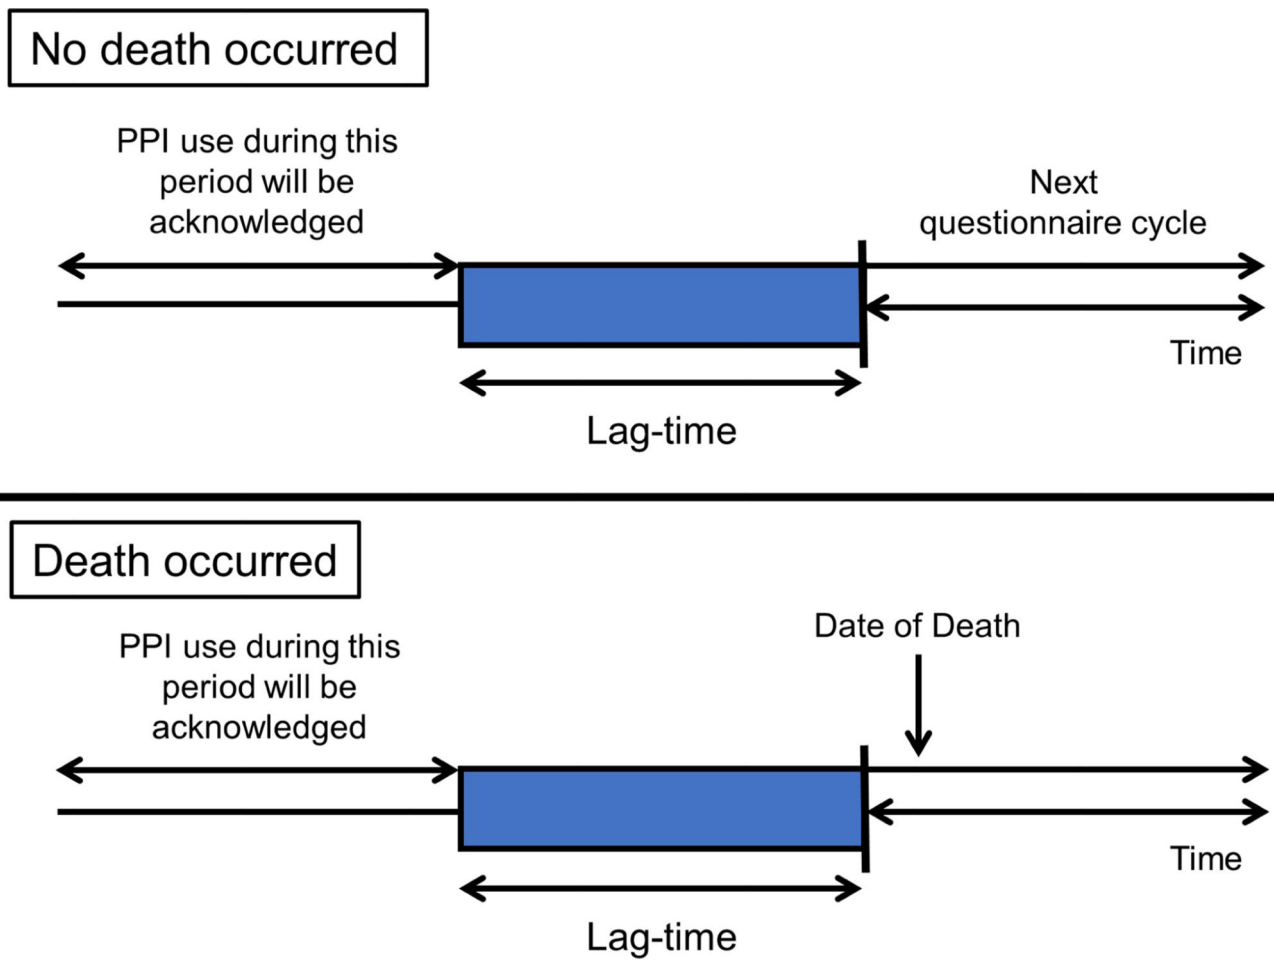 No death occurred
PPI use during this
period will be
acknowledged
Next
questionnaire cycle
Time
Lag-time
Death occurred
PPI use during this
period will be
acknowledged
Date of Death
Time
Lag-time